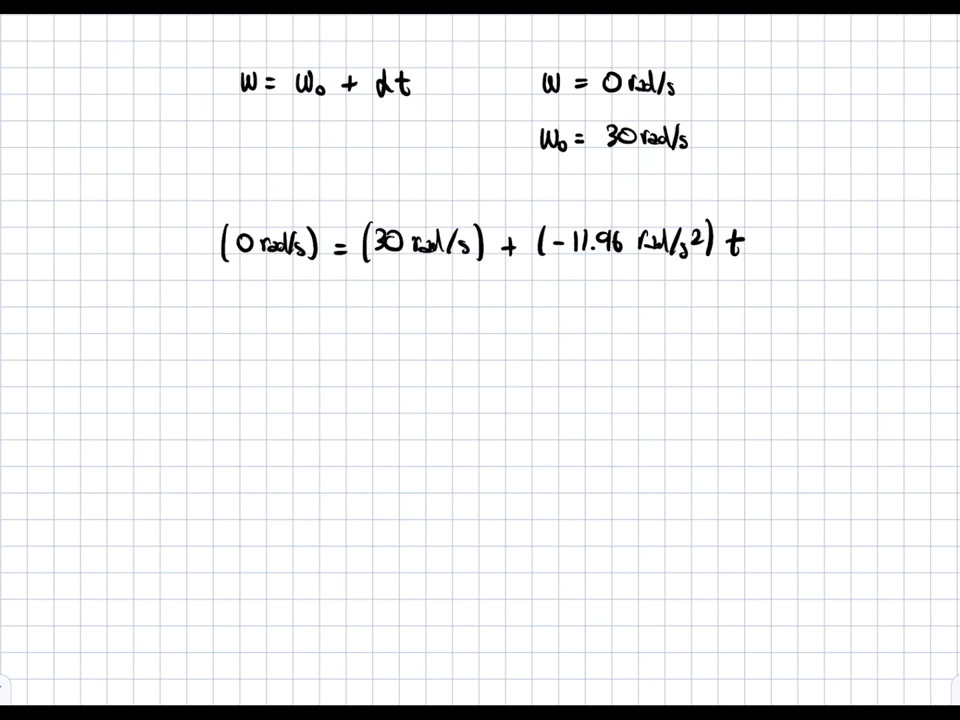 ω = ω₀ + αt
ω = 0 rad/s
ω₀ = 30 rad/s
(0 rad/s) = (30 rad/s) + (-11.96 rad/s²) t